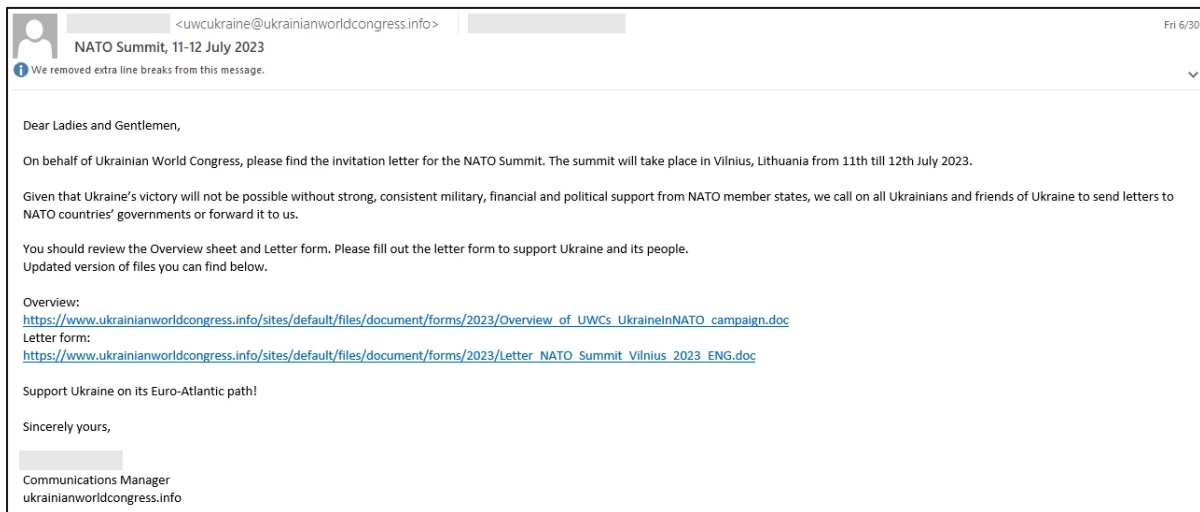 <uwcukraine@ukrainianworldcongress.info>
Fri 6/30
NATO Summit, 11-12 July 2023
We removed extra line breaks from this message.
Dear Ladies and Gentlemen,
On behalf of Ukrainian World Congress, please find the invitation letter for the NATO Summit. The summit will take place in Vilnius, Lithuania from 11th till 12th July 2023.
Given that Ukraine’s victory will not be possible without strong, consistent military, financial and political support from NATO member states, we call on all Ukrainians and friends of Ukraine to send letters to
NATO countries’ governments or forward it to us.
You should review the Overview sheet and Letter form. Please fill out the letter form to support Ukraine and its people.
Updated version of files you can find below.
Overview:
https://www.ukrainianworldcongress.info/sites/default/files/document/forms/2023/Overview_of_UWCs_UkraineInNATO_campaign.doc
Letter form:
https://www.ukrainianworldcongress.info/sites/default/files/document/forms/2023/Letter_NATO_Summit_Vilnius_2023_ENG.doc
Support Ukraine on its Euro-Atlantic path!
Sincerely yours,
Communications Manager
ukrainianworldcongress.info